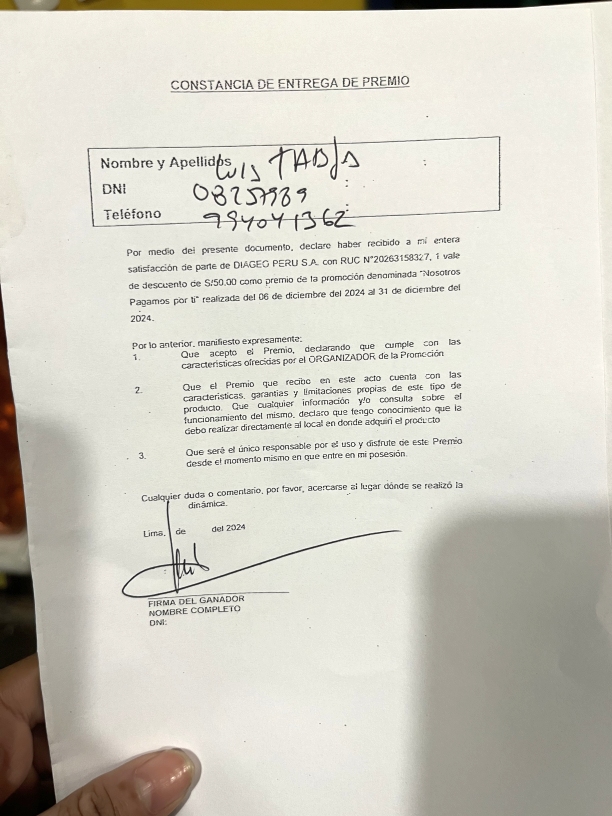 CONSTANCIA DE ENTREGA DE PREMIO
Nombre y Apellidos Luis
DNI 08257989 :
Teléfono 994041362 :
Por medio del presente documento, declaro haber recibido a mi entera
satisfacción de parte de DIAGEO PERU S.A. con RUC N°20263158327, 1 vale
de descuento de S/50.00 como premio de la promoción denominada "Nosotros
Pagamos por ti" realizada del 06 de diciembre del 2024 al 31 de diciembre del
2024.
Por lo anterior, manifiesto expresamente:
1. Que acepto el Premio, declarando que cumple con las
características ofrecidas por el ORGANIZADOR de la Promoción
2. Que el Premio que recibo en este acto cuenta con las
características, garantías y limitaciones propias de este tipo de
producto. Que cualquier información y/o consulta sobre el
funcionamiento del mismo, declaro que tengo conocimiento que la
debo realizar directamente al local en donde adquirí el producto
3. Que seré el único responsable por el uso y disfrute de este Premio
desde el momento mismo en que entre en mi posesión.
Cualquier duda o comentario, por favor, acercarse al lugar dónde se realizó la
dinámica.
Lima, de del 2024
FIRMA DEL GANADOR
NOMBRE COMPLETO
DNI: